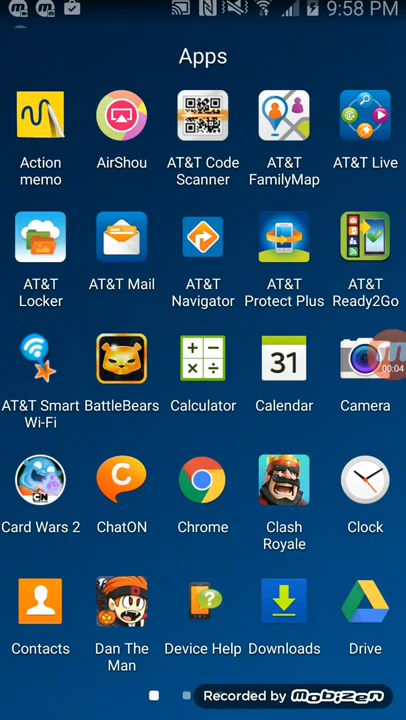 9:58 PM
Apps
Action memo
AirShou
AT&T Code Scanner
AT&T FamilyMap
AT&T Live
AT&T Locker
AT&T Mail
AT&T Navigator
AT&T Protect Plus
AT&T Ready2Go
00:04
AT&T Smart Wi-Fi
BattleBears
Calculator
31
Calendar
Camera
CN
Card Wars 2
C
ChatON
Chrome
Clash Royale
Clock
Contacts
Dan The Man
Device Help
Downloads
Drive
Recorded by Mobizen